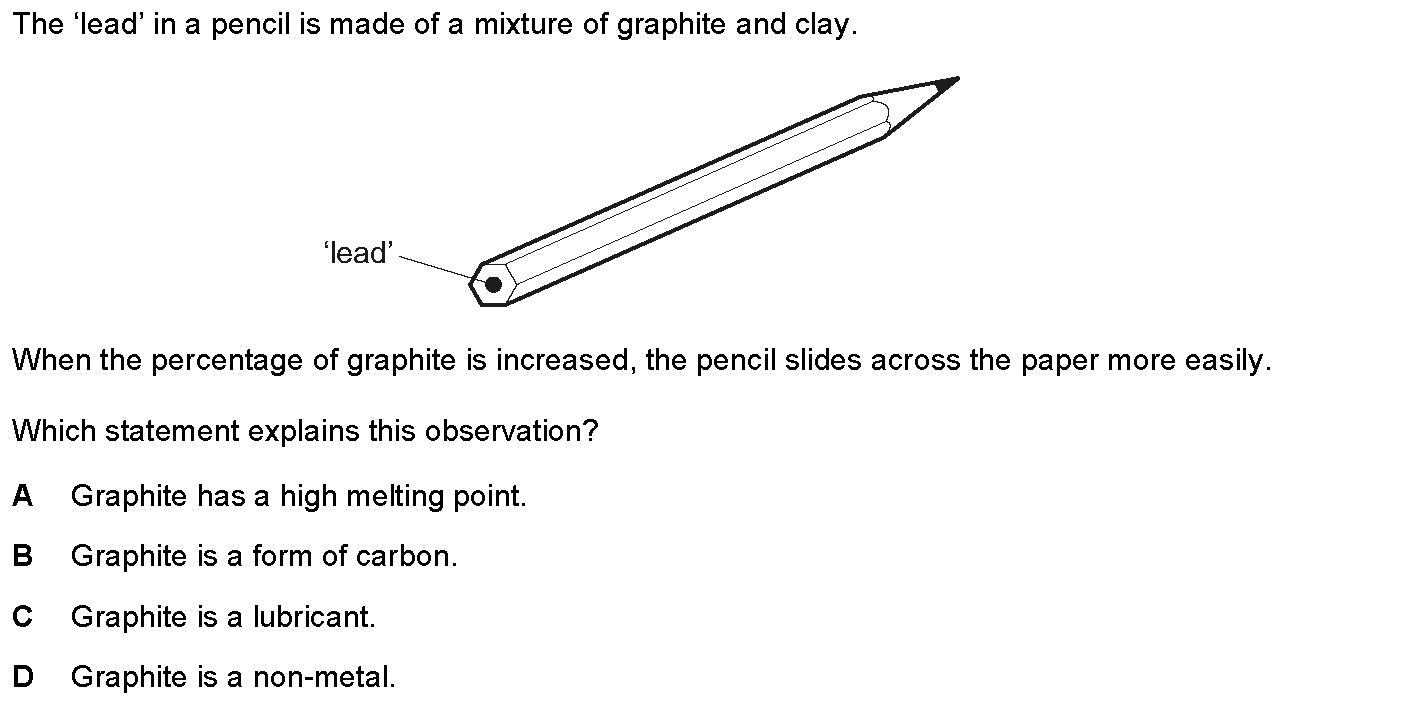 The ‘lead’ in a pencil is made of a mixture of graphite and clay.
‘lead’
When the percentage of graphite is increased, the pencil slides across the paper more easily.
Which statement explains this observation?
A Graphite has a high melting point.
B Graphite is a form of carbon.
C Graphite is a lubricant.
D Graphite is a non-metal.